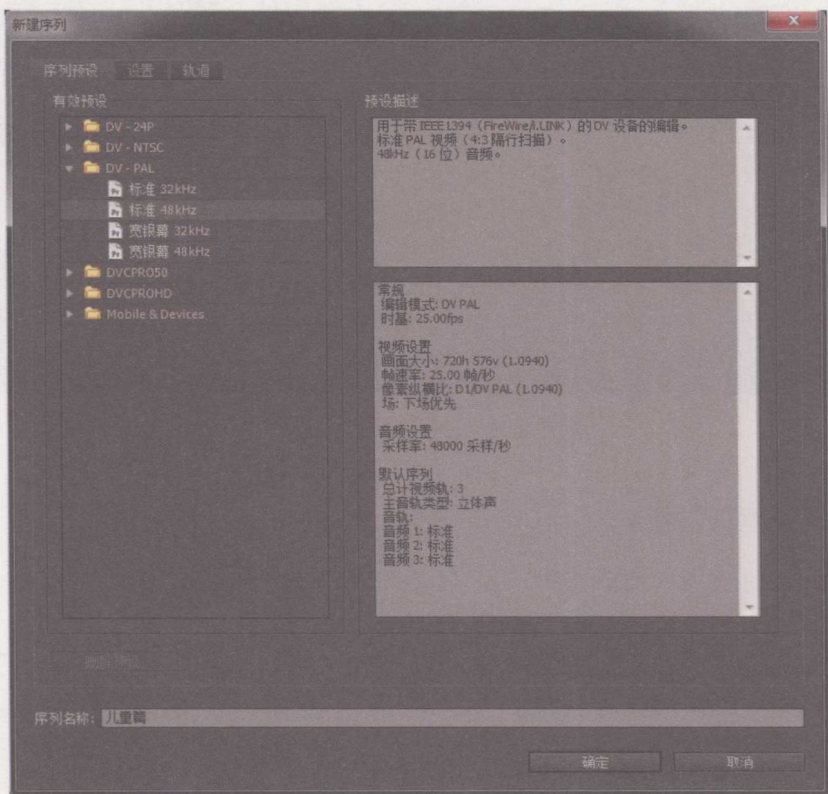 新建序列
序列预设 设置 轨道
有效预设
DV - 24P
DV - NTSC
DV - PAL
标准 32kHz
标准 48kHz
宽银幕 32kHz
宽银幕 48kHz
DVCPRO50
DVCPROHD
Mobile & Devices
预设描述
用于带 IEEE1394（FireWire/i.LINK）的 DV 设备的编辑。
标准 PAL 视频（4:3 隔行扫描）。
48kHz（16 位）音频。
常规
编辑模式: DV PAL
时基: 25.00fps
视频设置
画面大小: 720h 576v (1.0940)
帧速率: 25.00 帧/秒
像素纵横比: D1/DV PAL (1.0940)
场: 下场优先
音频设置
采样率: 48000 采样/秒
默认序列
总计视频轨: 3
主音轨类型: 立体声
音轨:
音频 1: 标准
音频 2: 标准
音频 3: 标准
删除预设
序列名称: 儿童篇
确定 取消